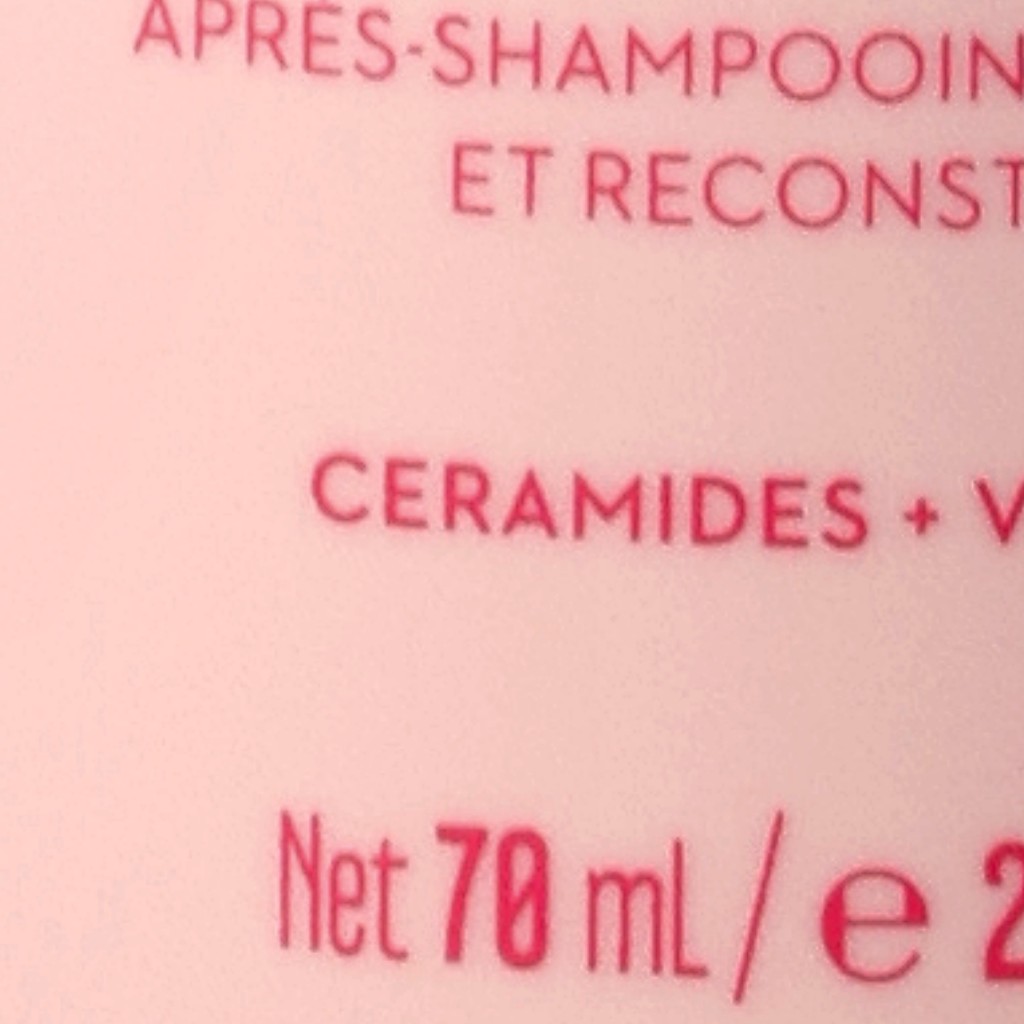 APRÈS-SHAMPOOIN
ET RECONST
CERAMIDES + V
Net 70 mL/e 2